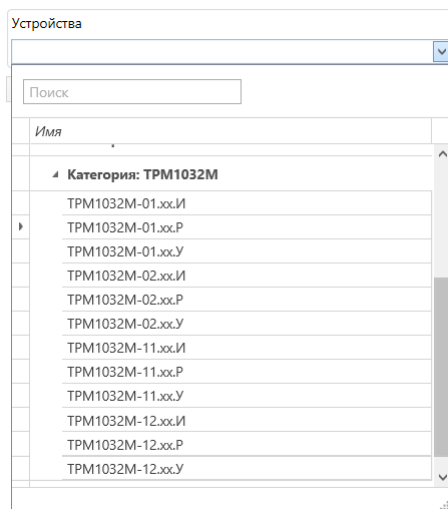 Устройства
Поиск
Имя
Категория: ТРМ1032М
ТРМ1032М-01.xx.И
ТРМ1032М-01.xx.Р
ТРМ1032М-01.xx.У
ТРМ1032М-02.xx.И
ТРМ1032М-02.xx.Р
ТРМ1032М-02.xx.У
ТРМ1032М-11.xx.И
ТРМ1032М-11.xx.Р
ТРМ1032М-11.xx.У
ТРМ1032М-12.xx.И
ТРМ1032М-12.xx.Р
ТРМ1032М-12.xx.У